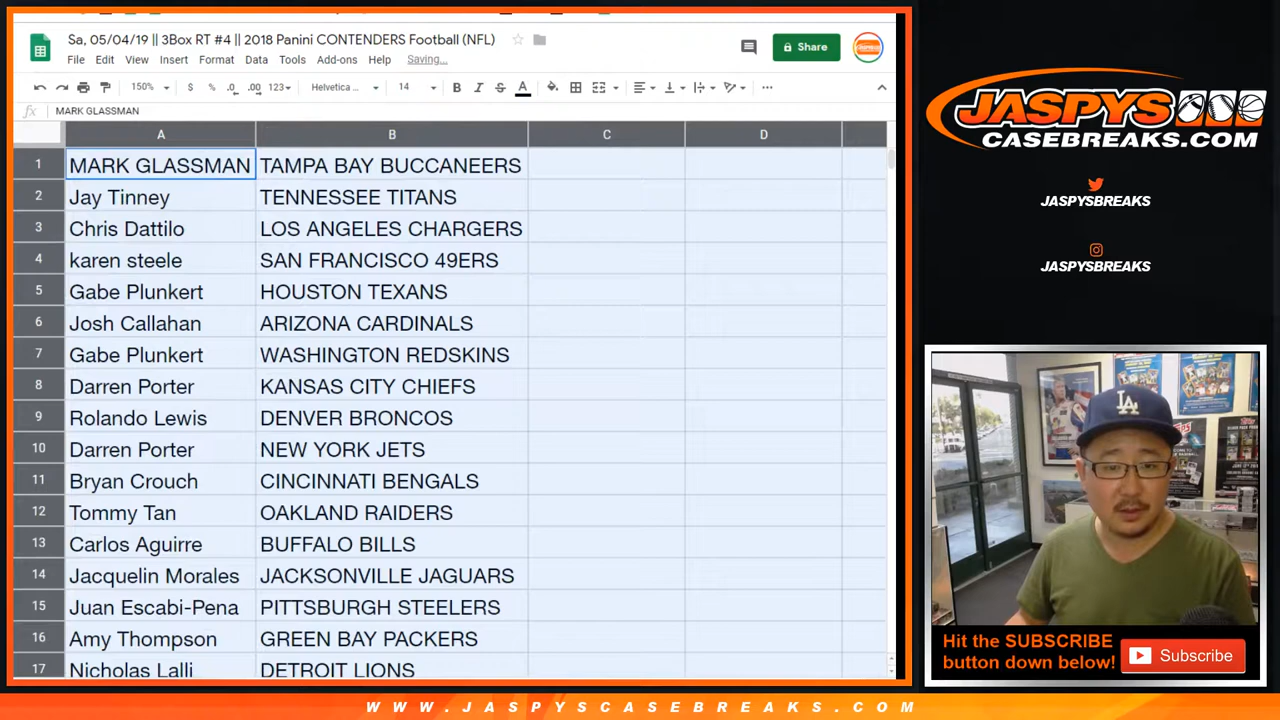 Sa, 05/04/19 || 3Box RT #4 || 2018 Panini CONTENDERS Football (NFL)
Share
File Edit View Insert Format Data Tools Add-ons Help Saving...
150% $ % .0 .00 123 Helvetica ... 14 B I S A
fx MARK GLASSMAN
A B C D
1 MARK GLASSMAN TAMPA BAY BUCCANEERS
2 Jay Tinney TENNESSEE TITANS
3 Chris Dattilo LOS ANGELES CHARGERS
4 karen steele SAN FRANCISCO 49ERS
5 Gabe Plunkert HOUSTON TEXANS
6 Josh Callahan ARIZONA CARDINALS
7 Gabe Plunkert WASHINGTON REDSKINS
8 Darren Porter KANSAS CITY CHIEFS
9 Rolando Lewis DENVER BRONCOS
10 Darren Porter NEW YORK JETS
11 Bryan Crouch CINCINNATI BENGALS
12 Tommy Tan OAKLAND RAIDERS
13 Carlos Aguirre BUFFALO BILLS
14 Jacquelin Morales JACKSONVILLE JAGUARS
15 Juan Escabi-Pena PITTSBURGH STEELERS
16 Amy Thompson GREEN BAY PACKERS
17 Nicholas Lalli DETROIT LIONS
JASPYS
CASEBREAKS.COM
JASPYSBREAKS
JASPYSBREAKS
LA
Hit the SUBSCRIBE
button down below!
Subscribe
WWW.JASPYSCASEBREAKS.COM